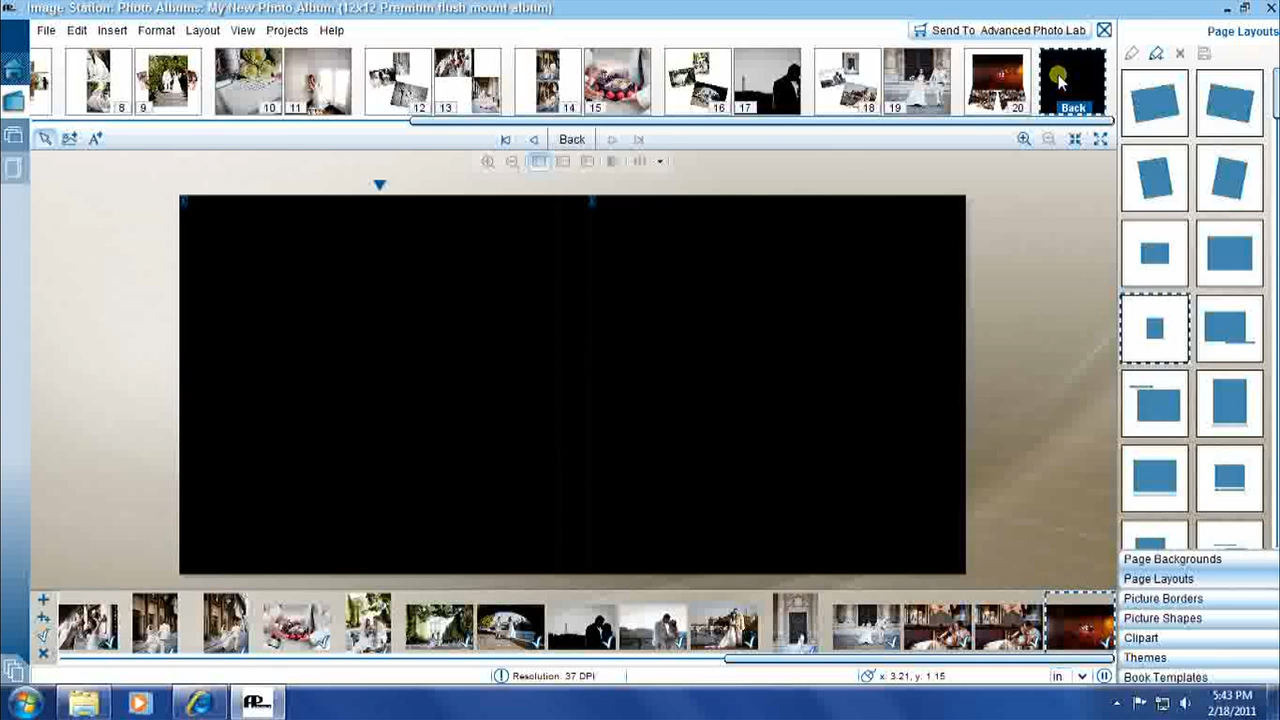 Image Station: Photo Albums: My New Photo Album (12x12 Premium flush mount album)
File Edit Insert Format Layout View Projects Help
Send To Advanced Photo Lab
Page Layouts
8 9 10 11 12 13 14 15 16 17 18 19 20 Back
Back
Page Backgrounds
Page Layouts
Picture Borders
Picture Shapes
Clipart
Themes
Book Templates
Resolution: 37 DPI
x: 3.21, y: 1.15
in
AP
5:43 PM
2/18/2011